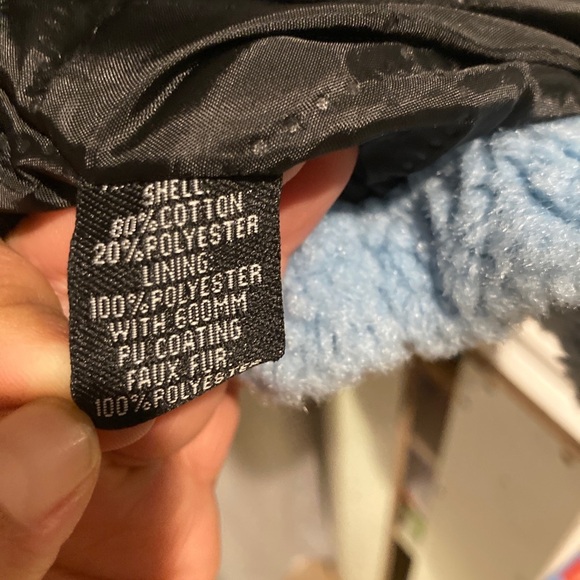 SHELL:
80%COTTON
20%POLYESTER
LINING:
100%POLYESTER
WITH 600MM
PU COATING
FAUX FUR:
100%POLYESTER